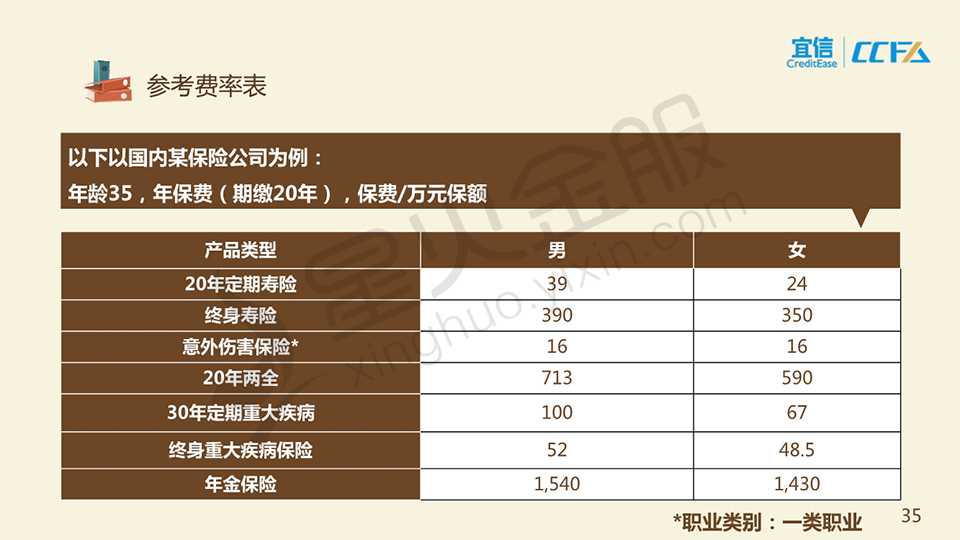 宜信
CreditEase
CCFA
参考费率表
以下以国内某保险公司为例：
年龄35，年保费（期缴20年），保费/万元保额
产品类型 男 女
20年定期寿险 39 24
终身寿险 390 350
意外伤害保险* 16 16
20年两全 713 590
30年定期重大疾病 100 67
终身重大疾病保险 52 48.5
年金保险 1,540 1,430
*职业类别：一类职业
35
星火金服
xinghuo.yixin.com